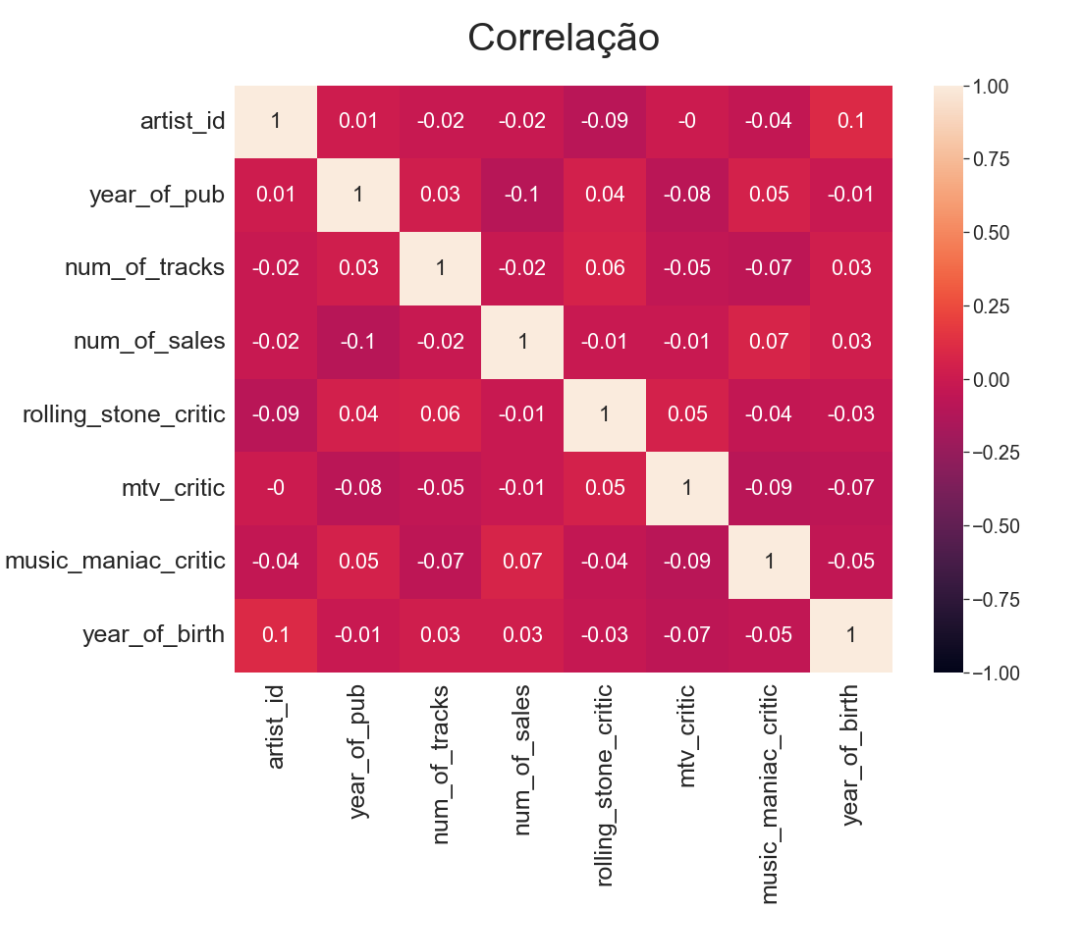 Correlação
artist_id 1 0.01 -0.02 -0.02 -0.09 -0 -0.04 0.1
year_of_pub 0.01 1 0.03 -0.1 0.04 -0.08 0.05 -0.01
num_of_tracks -0.02 0.03 1 -0.02 0.06 -0.05 -0.07 0.03
num_of_sales -0.02 -0.1 -0.02 1 -0.01 -0.01 0.07 0.03
rolling_stone_critic -0.09 0.04 0.06 -0.01 1 0.05 -0.04 -0.03
mtv_critic -0 -0.08 -0.05 -0.01 0.05 1 -0.09 -0.07
music_maniac_critic -0.04 0.05 -0.07 0.07 -0.04 -0.09 1 -0.05
year_of_birth 0.1 -0.01 0.03 0.03 -0.03 -0.07 -0.05 1
artist_id
year_of_pub
num_of_tracks
num_of_sales
rolling_stone_critic
mtv_critic
music_maniac_critic
year_of_birth
1.00
0.75
0.50
0.25
0.00
−0.25
−0.50
−0.75
−1.00